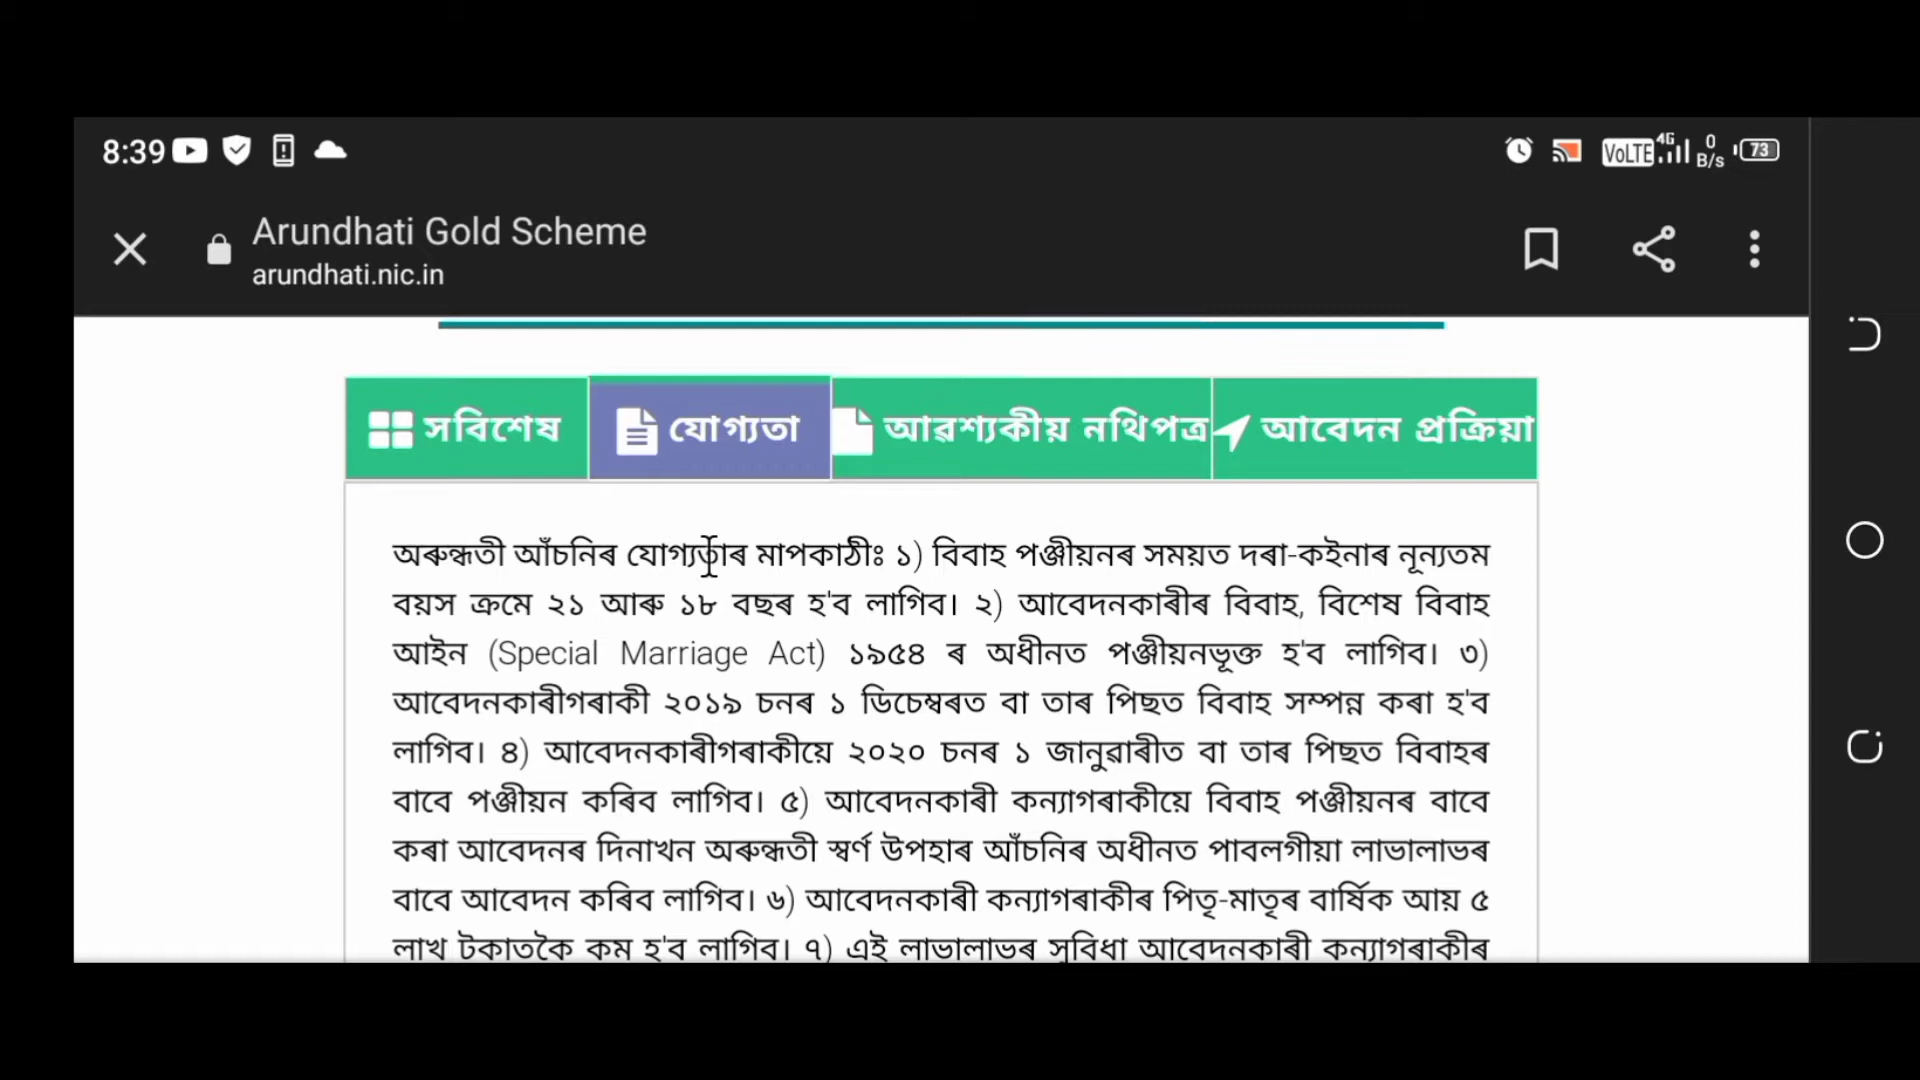 8:39
VoLTE 4G 0 B/s 73
Arundhati Gold Scheme
arundhati.nic.in
সবিশেষ যোগ্যতা আৱশ্যকীয় নথিপত্ৰ আবেদন প্ৰক্ৰিয়া
অৰুন্ধতী আঁচনিৰ যোগ্যতাৰ মাপকাঠীঃ ১) বিবাহ পঞ্জীয়নৰ সময়ত দৰা-কইনাৰ নূন্যতম
বয়স ক্ৰমে ২১ আৰু ১৮ বছৰ হ'ব লাগিব। ২) আবেদনকাৰীৰ বিবাহ, বিশেষ বিবাহ
আইন (Special Marriage Act) ১৯৫৪ ৰ অধীনত পঞ্জীয়নভূক্ত হ'ব লাগিব। ৩)
আবেদনকাৰীগৰাকী ২০১৯ চনৰ ১ ডিচেম্বৰত বা তাৰ পিছত বিবাহ সম্পন্ন কৰা হ'ব
লাগিব। ৪) আবেদনকাৰীগৰাকীয়ে ২০২০ চনৰ ১ জানুৱাৰীত বা তাৰ পিছত বিবাহৰ
বাবে পঞ্জীয়ন কৰিব লাগিব। ৫) আবেদনকাৰী কন্যাগৰাকীয়ে বিবাহ পঞ্জীয়নৰ বাবে
কৰা আবেদনৰ দিনাখন অৰুন্ধতী স্বৰ্ণ উপহাৰ আঁচনিৰ অধীনত পাবলগীয়া লাভালাভৰ
বাবে আবেদন কৰিব লাগিব। ৬) আবেদনকাৰী কন্যাগৰাকীৰ পিতৃ-মাতৃৰ বাৰ্ষিক আয় ৫
লাখ টকাতকৈ কম হ'ব লাগিব। ৭) এই লাভালাভৰ সুবিধা আবেদনকাৰী কন্যাগৰাকীৰ